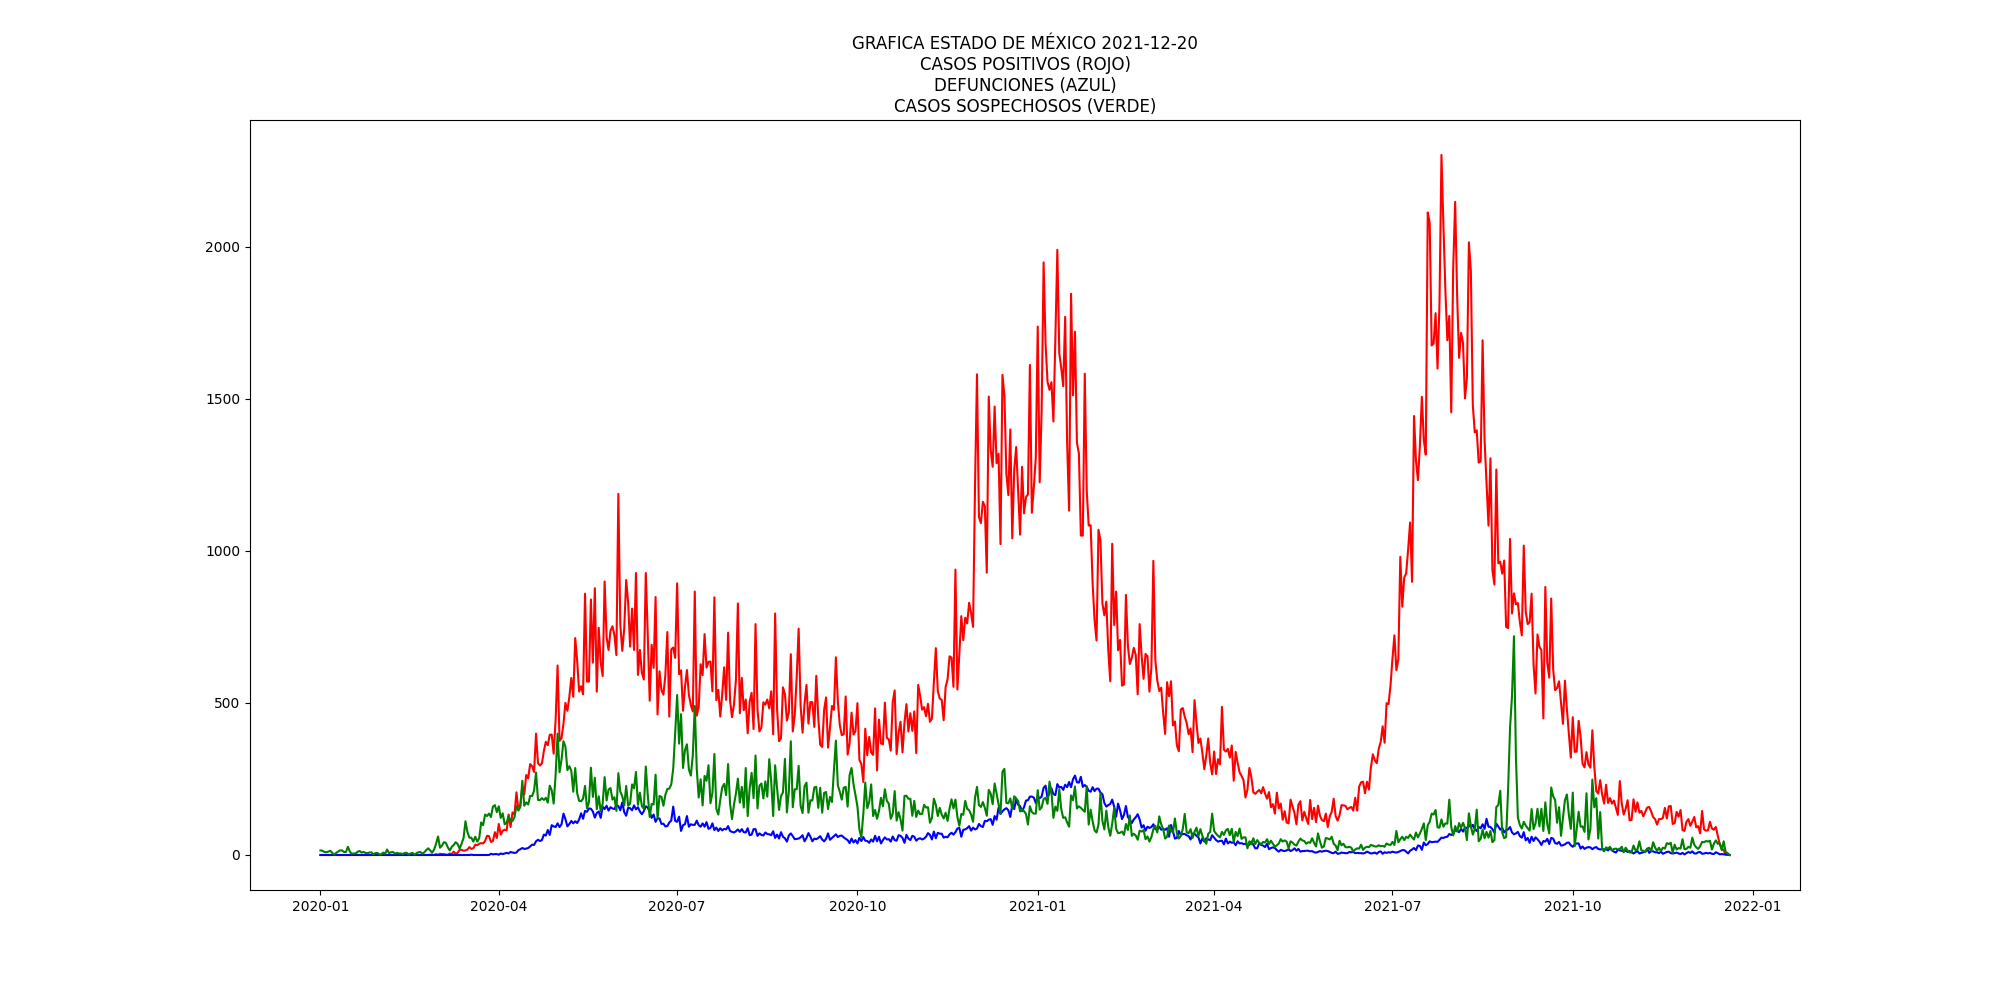 GRAFICA ESTADO DE MÉXICO 2021-12-20
CASOS POSITIVOS (ROJO)
DEFUNCIONES (AZUL)
CASOS SOSPECHOSOS (VERDE)
2000
1500
1000
500
0
2020-01 2020-04 2020-07 2020-10 2021-01 2021-04 2021-07 2021-10 2022-01